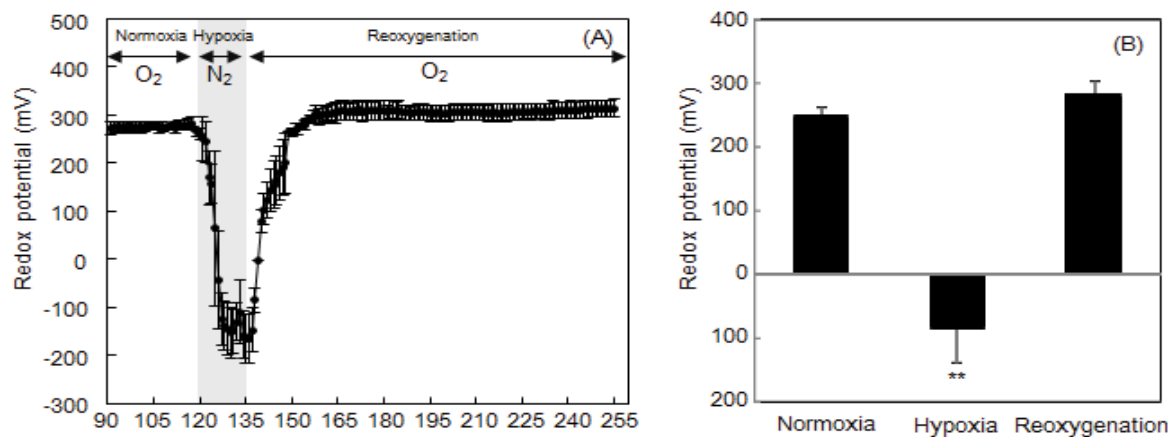 500
400
300
200
100
0
-100
-200
-300
Redox potential (mV)
Normoxia Hypoxia Reoxygenation (A)
O2 N2 O2
90 105 120 135 150 165 180 195 210 225 240 255
400
300
200
100
0
100
200
Redox potential (mV)
(B)
**
Normoxia Hypoxia Reoxygenation